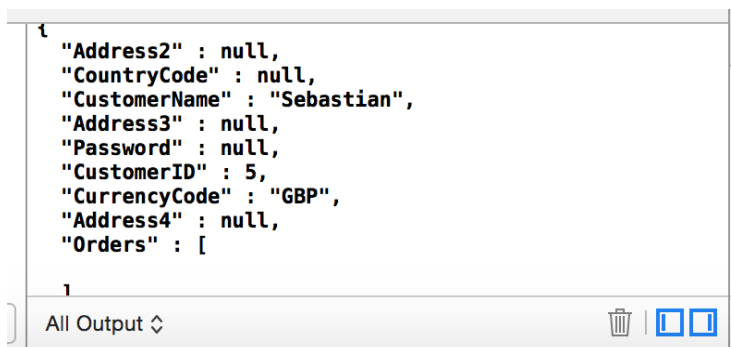 {
"Address2" : null,
"CountryCode" : null,
"CustomerName" : "Sebastian",
"Address3" : null,
"Password" : null,
"CustomerID" : 5,
"CurrencyCode" : "GBP",
"Address4" : null,
"Orders" : [
]
All Output